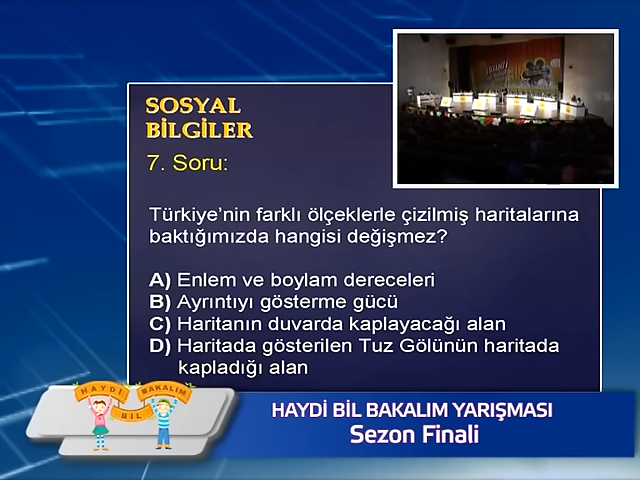 SOSYAL
BİLGİLER
7. Soru:
Türkiye'nin farklı ölçeklerle çizilmiş haritalarına
baktığımızda hangisi değişmez?
A) Enlem ve boylam dereceleri
B) Ayrıntıyı gösterme gücü
C) Haritanın duvarda kaplayacağı alan
D) Haritada gösterilen Tuz Gölünün haritada
kapladığı alan
HAYDİ BAKALIM
BİL
HAYDİ BİL BAKALIM YARIŞMASI
Sezon Finali